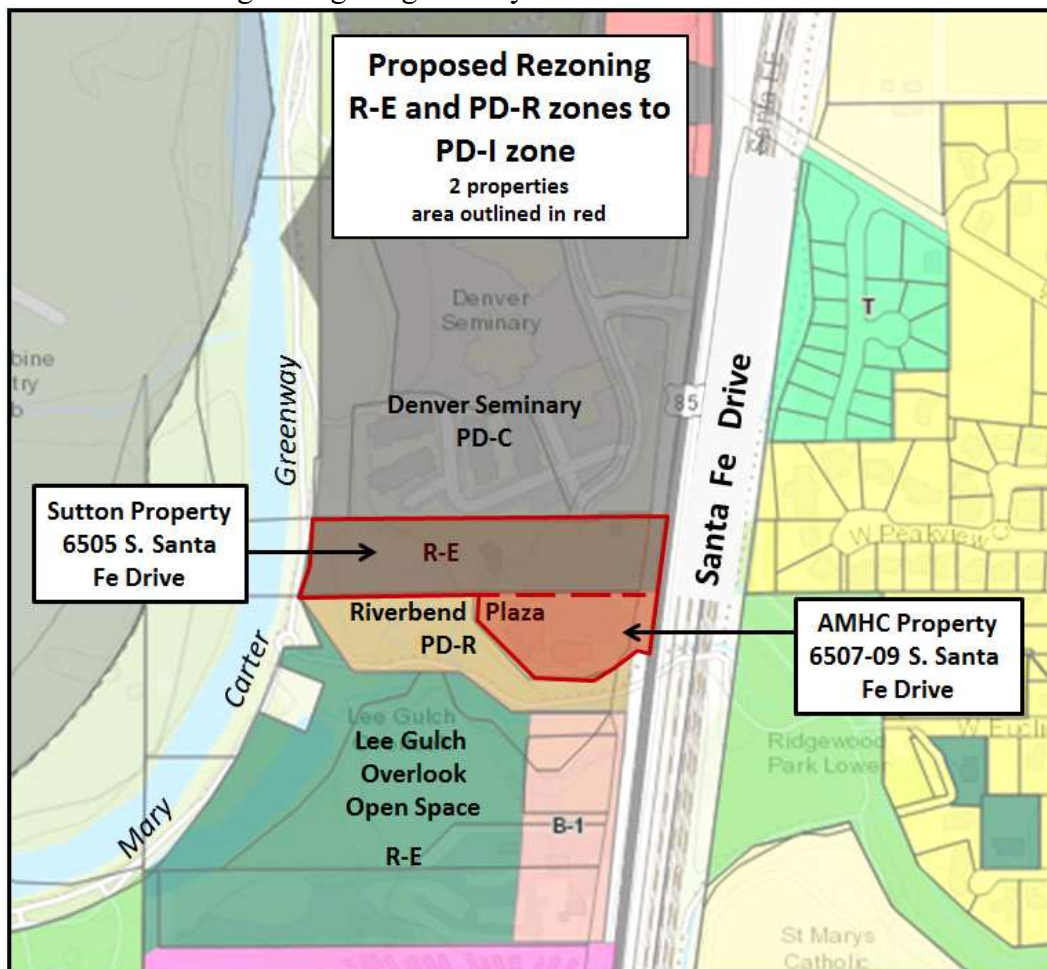 Proposed Rezoning
R-E and PD-R zones to
PD-I zone
2 properties
area outlined in red
Santa Fe
Denver
Seminary
T
85
Denver Seminary
PD-C
Greenway
Santa Fe Drive
W Peakview
Sutton Property
6505 S. Santa
Fe Drive
R-E
Riverbend Plaza
PD-R
AMHC Property
6507-09 S. Santa
Fe Drive
Carter
Lee Gulch
Lee Gulch
Overlook
Open Space
R-E
Ridgewood
Park Lower
B-1
Mary
St Marys
Catholic